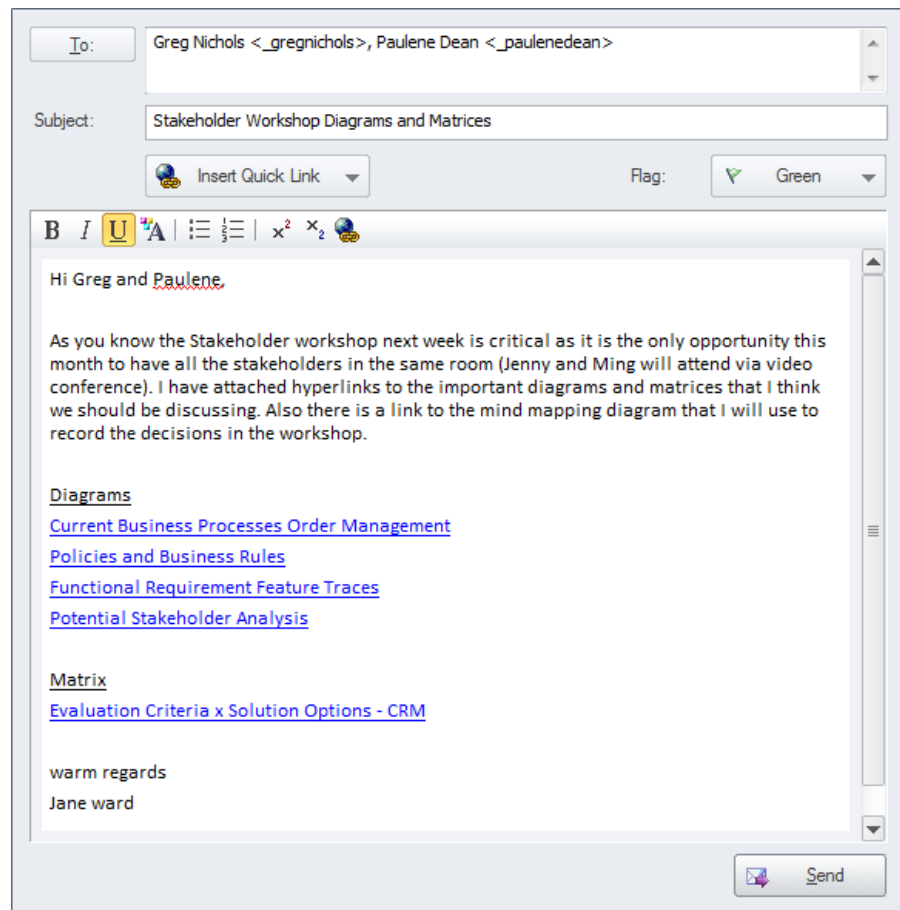 To:
Greg Nichols <_gregnichols>, Paulene Dean <_paulenedean>
Subject:
Stakeholder Workshop Diagrams and Matrices
Insert Quick Link
Flag:
Green
B I U A x² x₂
Hi Greg and Paulene,
As you know the Stakeholder workshop next week is critical as it is the only opportunity this
month to have all the stakeholders in the same room (Jenny and Ming will attend via video
conference). I have attached hyperlinks to the important diagrams and matrices that I think
we should be discussing. Also there is a link to the mind mapping diagram that I will use to
record the decisions in the workshop.
Diagrams
Current Business Processes Order Management
Policies and Business Rules
Functional Requirement Feature Traces
Potential Stakeholder Analysis
Matrix
Evaluation Criteria x Solution Options - CRM
warm regards
Jane ward
Send